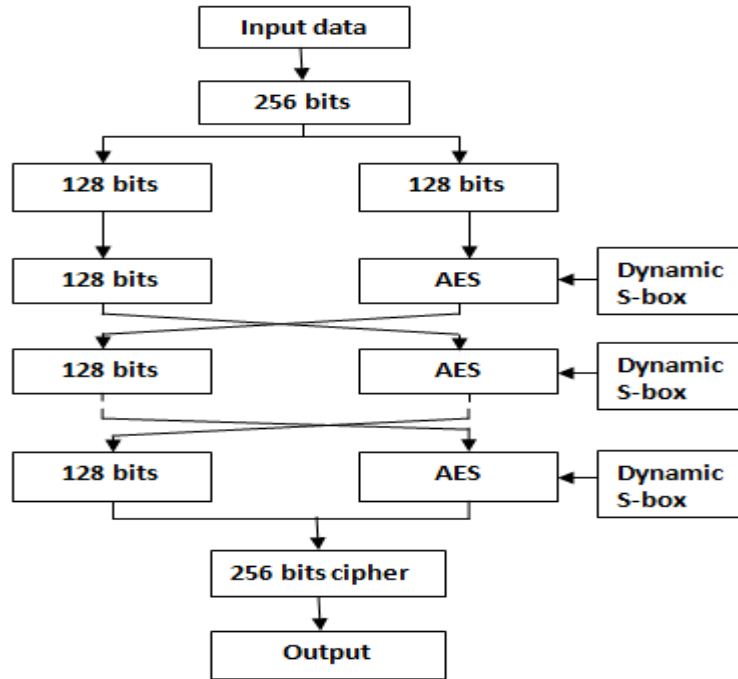 Input data
256 bits
128 bits
128 bits
128 bits
AES
Dynamic
S-box
128 bits
AES
Dynamic
S-box
128 bits
AES
Dynamic
S-box
256 bits cipher
Output